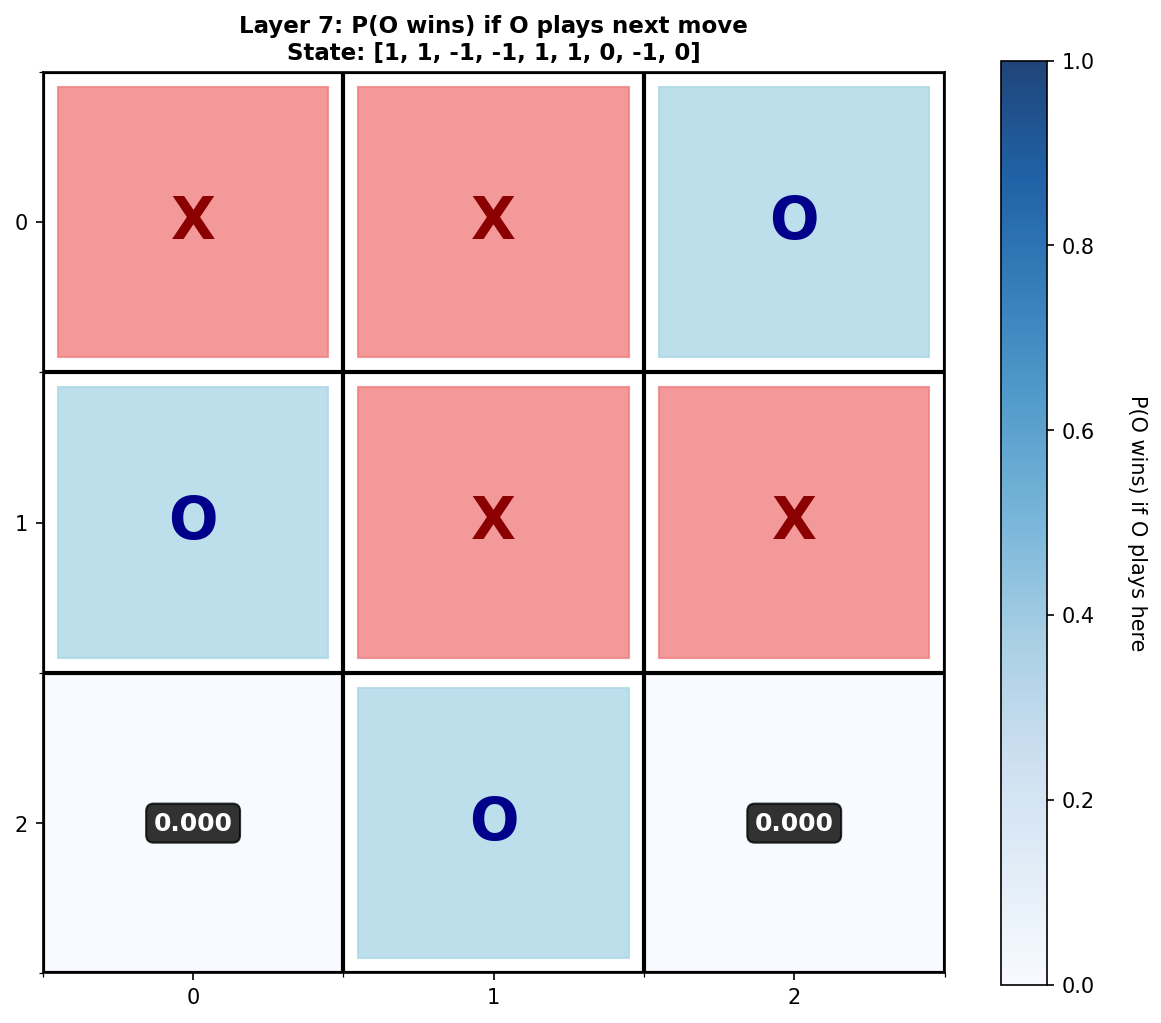 Layer 7: P(O wins) if O plays next move
State: [1, 1, -1, -1, 1, 1, 0, -1, 0]
0
X
X
O
1
O
X
X
2
0.000
O
0.000
0
1
2
1.0
0.8
0.6
0.4
0.2
0.0
P(O wins) if O plays here